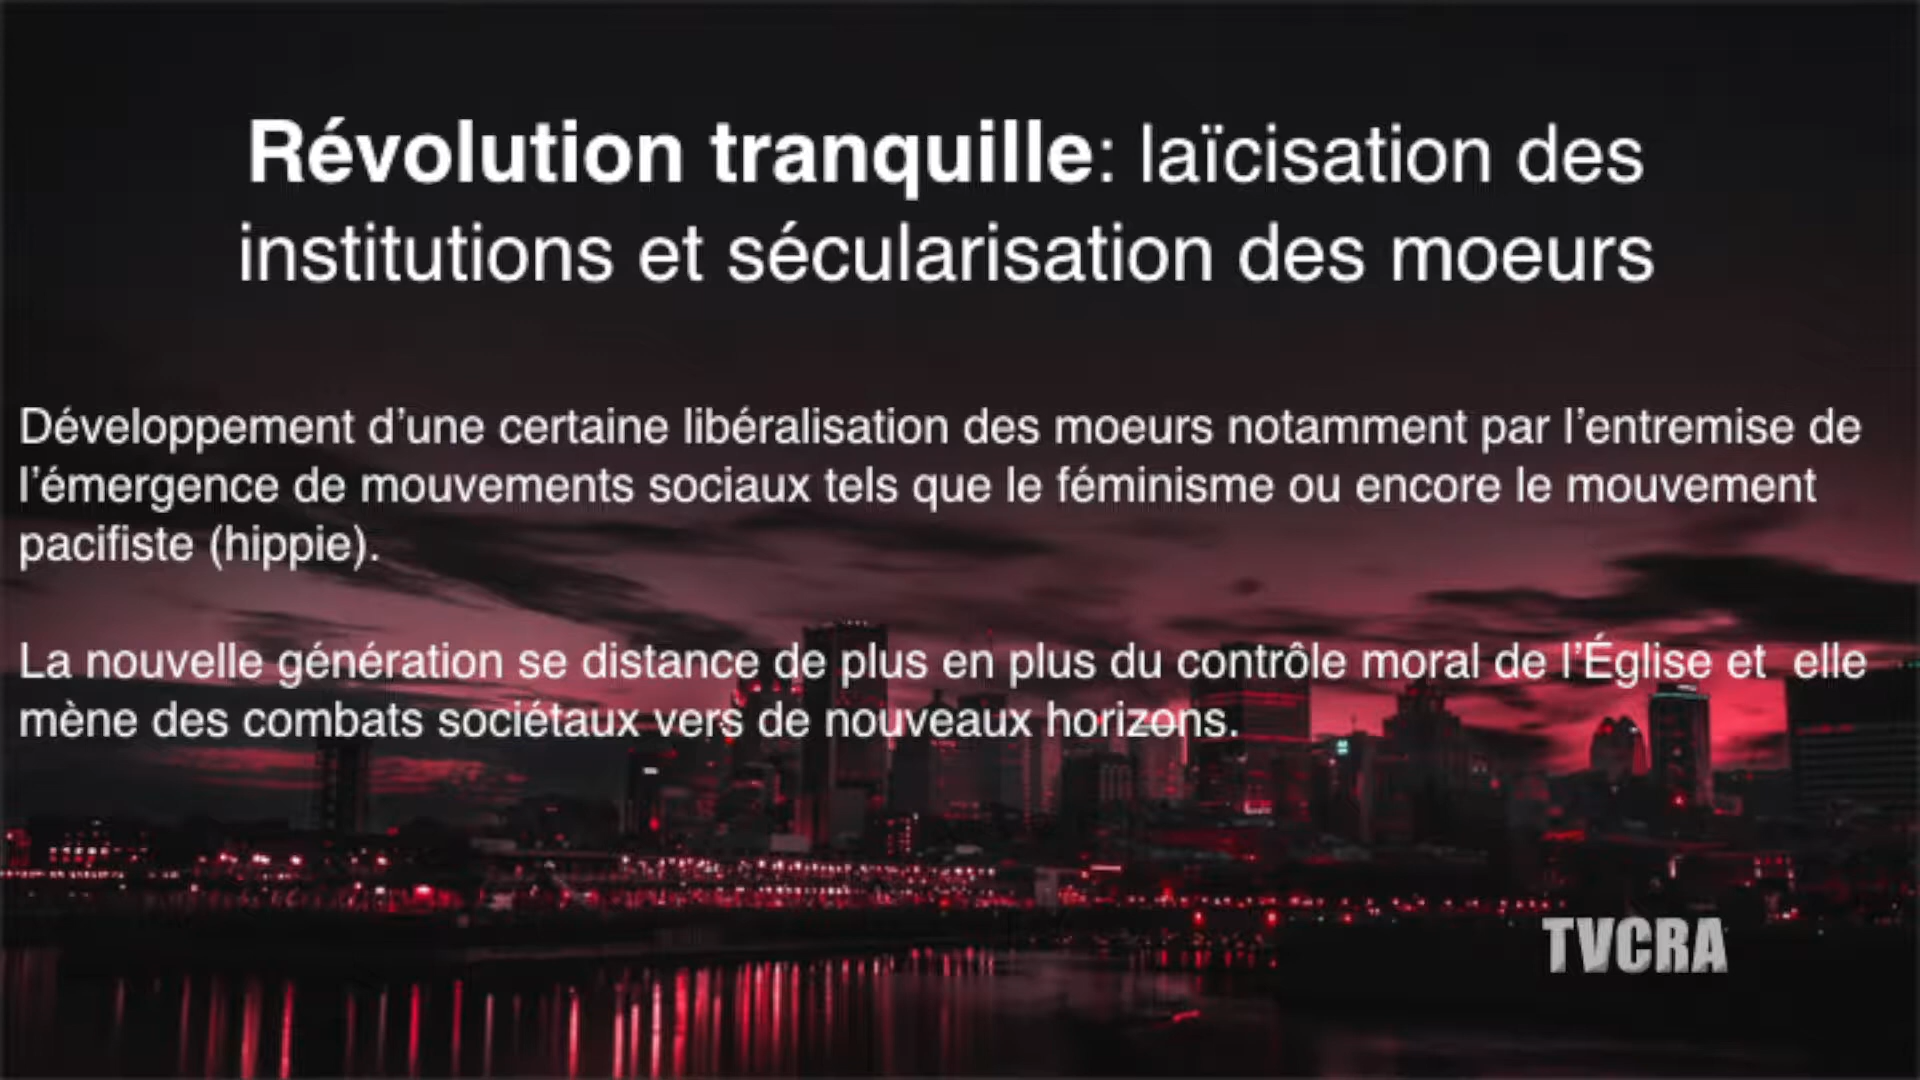 Révolution tranquille: laïcisation des
institutions et sécularisation des moeurs
Développement d’une certaine libéralisation des moeurs notamment par l’entremise de
l’émergence de mouvements sociaux tels que le féminisme ou encore le mouvement
pacifiste (hippie).
La nouvelle génération se distance de plus en plus du contrôle moral de l’Église et  elle
mène des combats sociétaux vers de nouveaux horizons.
TVCRA